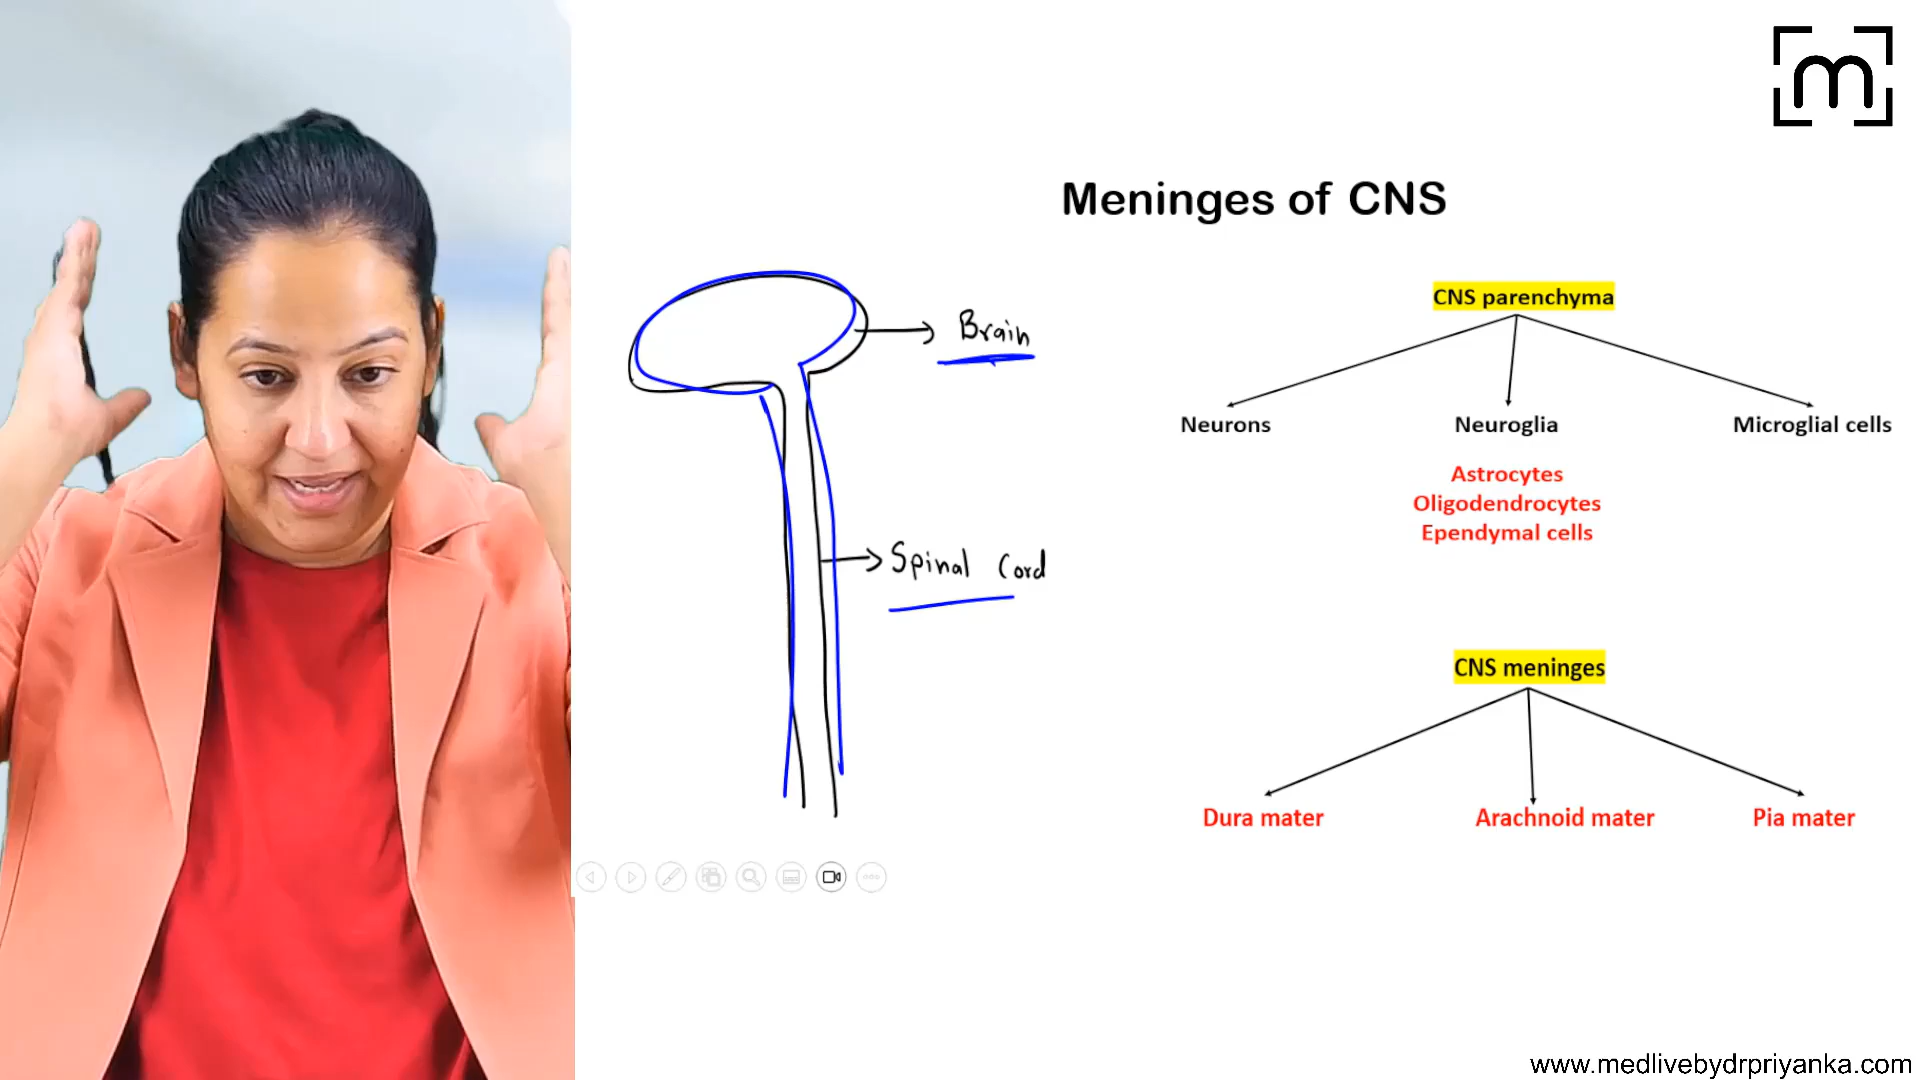 m
Meninges of CNS
Brain
Spinal Cord
CNS parenchyma
Neurons
Neuroglia
Microglial cells
Astrocytes
Oligodendrocytes
Ependymal cells
CNS meninges
Dura mater
Arachnoid mater
Pia mater
www.medlivebydrpriyanka.com